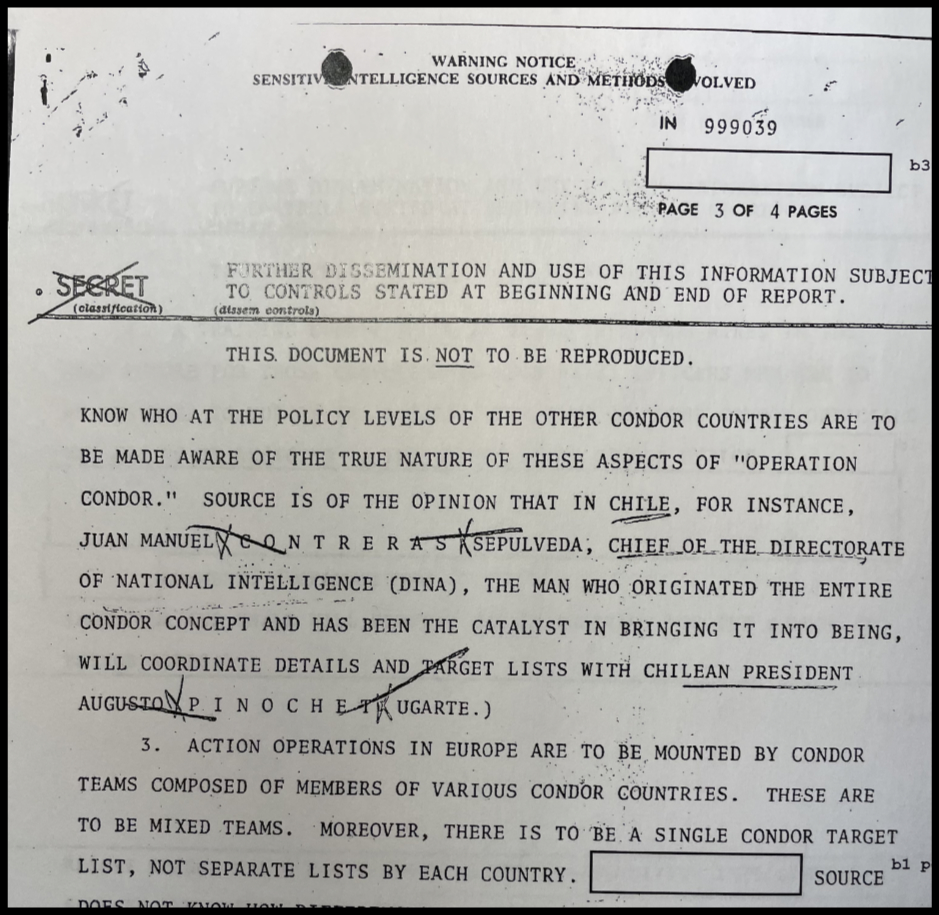 WARNING NOTICE
SENSITIVE INTELLIGENCE SOURCES AND METHODS INVOLVED
IN 999039
b3
PAGE 3 OF 4 PAGES
SECRET
(classification)
FURTHER DISSEMINATION AND USE OF THIS INFORMATION SUBJECT
TO CONTROLS STATED AT BEGINNING AND END OF REPORT.
(dissem controls)
THIS DOCUMENT IS NOT TO BE REPRODUCED.
KNOW WHO AT THE POLICY LEVELS OF THE OTHER CONDOR COUNTRIES ARE TO
BE MADE AWARE OF THE TRUE NATURE OF THESE ASPECTS OF "OPERATION
CONDOR." SOURCE IS OF THE OPINION THAT IN CHILE, FOR INSTANCE,
JUAN MANUEL C O N T R E R A S SEPULVEDA, CHIEF OF THE DIRECTORATE
OF NATIONAL INTELLIGENCE (DINA), THE MAN WHO ORIGINATED THE ENTIRE
CONDOR CONCEPT AND HAS BEEN THE CATALYST IN BRINGING IT INTO BEING,
WILL COORDINATE DETAILS AND TARGET LISTS WITH CHILEAN PRESIDENT
AUGUSTO P I N O C H E T UGARTE.)
3. ACTION OPERATIONS IN EUROPE ARE TO BE MOUNTED BY CONDOR
TEAMS COMPOSED OF MEMBERS OF VARIOUS CONDOR COUNTRIES. THESE ARE
TO BE MIXED TEAMS. MOREOVER, THERE IS TO BE A SINGLE CONDOR TARGET
LIST, NOT SEPARATE LISTS BY EACH COUNTRY. SOURCE b1 p
DOES NOT KNOW HOW